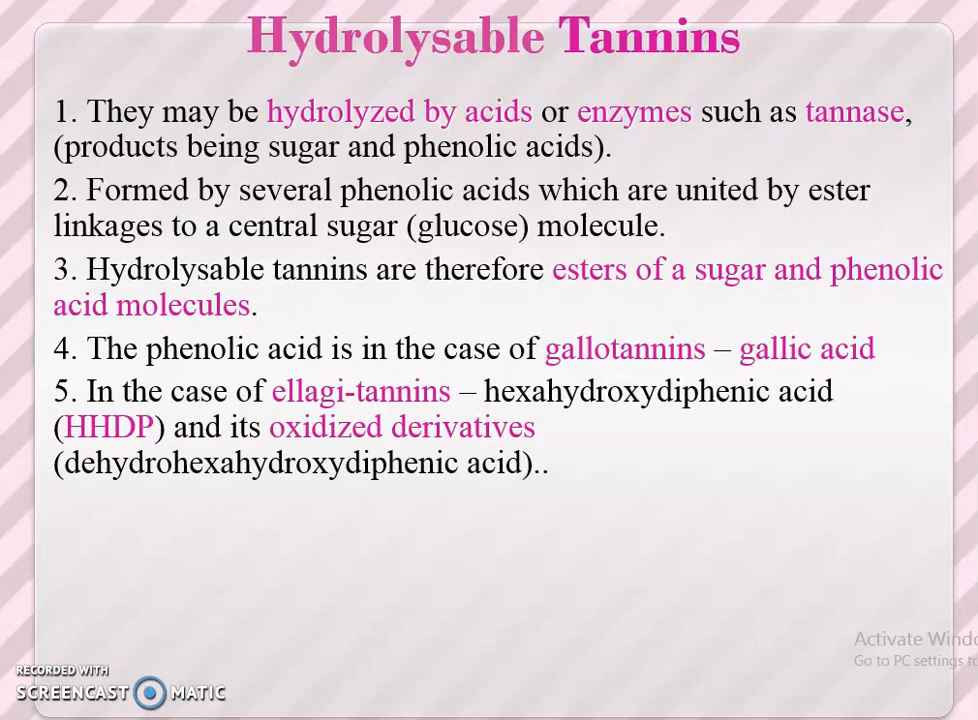 Hydrolysable Tannins
1. They may be hydrolyzed by acids or enzymes such as tannase,
(products being sugar and phenolic acids).
2. Formed by several phenolic acids which are united by ester
linkages to a central sugar (glucose) molecule.
3. Hydrolysable tannins are therefore esters of a sugar and phenolic
acid molecules.
4. The phenolic acid is in the case of gallotannins – gallic acid
5. In the case of ellagi-tannins – hexahydroxydiphenic acid
(HHDP) and its oxidized derivatives
(dehydrohexahydroxydiphenic acid)..
Activate Windo
Go to PC settings to
RECORDED WITH
SCREENCAST MATIC